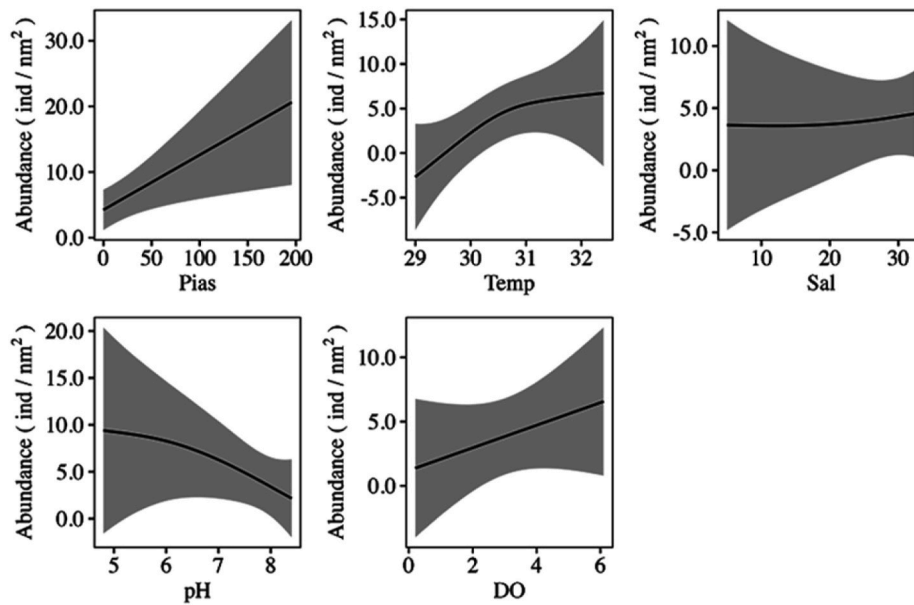 Abundance ( ind / nm² )
30.0
20.0
10.0
0.0
0 50 100 150 200
Pias
Abundance ( ind / nm² )
15.0
10.0
5.0
0.0
-5.0
29 30 31 32
Temp
Abundance ( ind / nm² )
10.0
5.0
0.0
-5.0
10 20 30
Sal
Abundance ( ind / nm² )
20.0
15.0
10.0
5.0
0.0
5 6 7 8
pH
Abundance ( ind / nm² )
10.0
5.0
0.0
0 2 4 6
DO